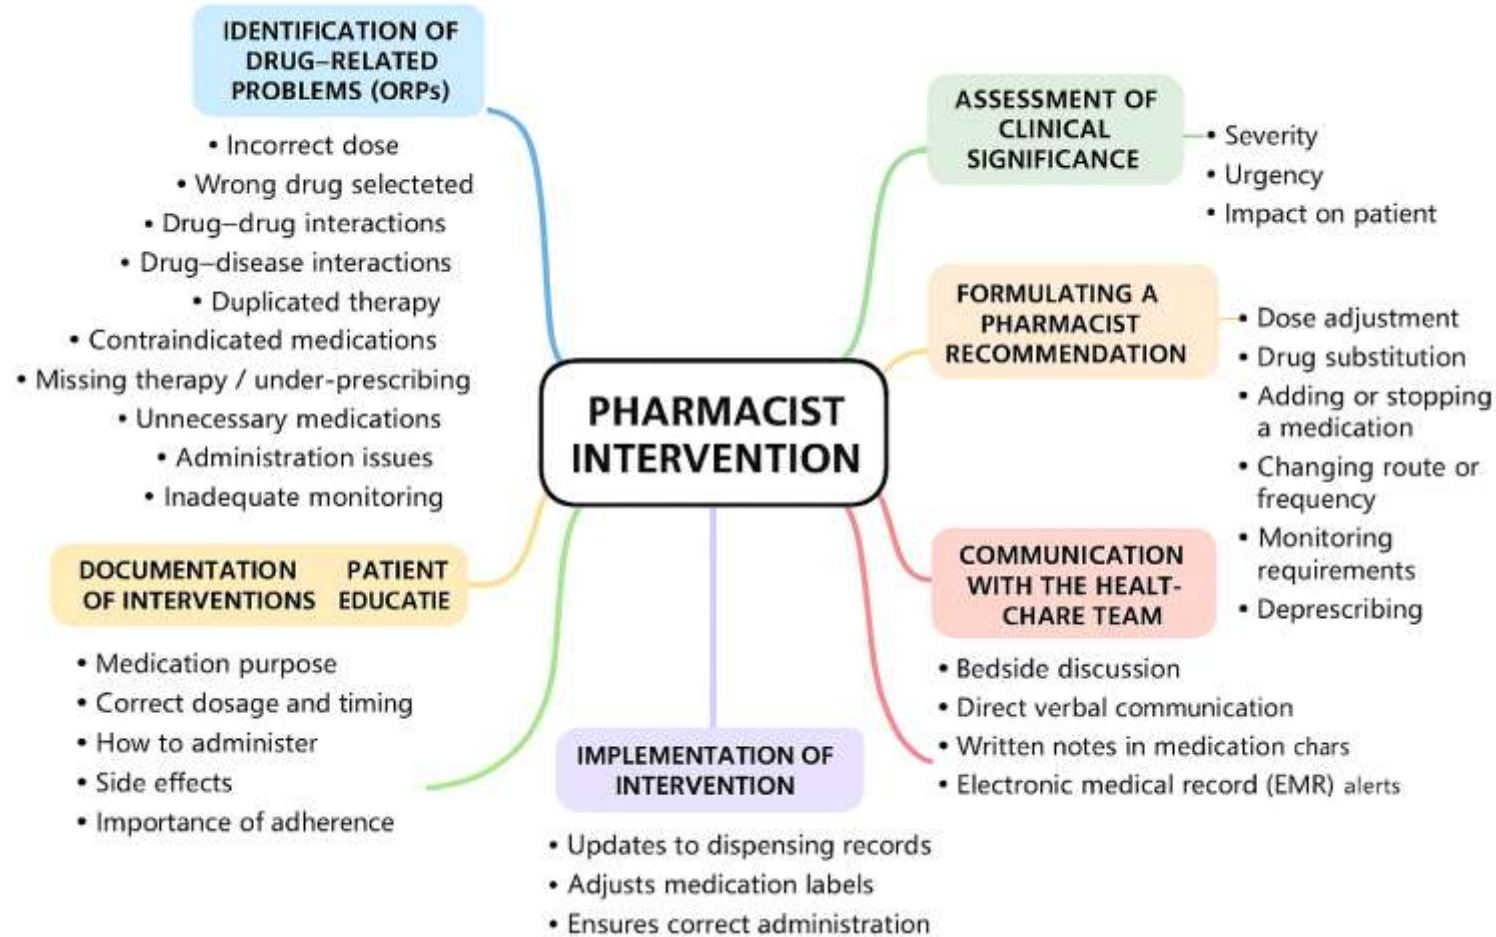 IDENTIFICATION OF
DRUG–RELATED
PROBLEMS (ORPs)
• Incorrect dose
• Wrong drug selecteted
• Drug–drug interactions
• Drug–disease interactions
• Duplicated therapy
• Contraindicated medications
• Missing therapy / under-prescribing
• Unnecessary medications
• Administration issues
• Inadequate monitoring
ASSESSMENT OF
CLINICAL
SIGNIFICANCE
• Severity
• Urgency
• Impact on patient
FORMULATING A
PHARMACIST
RECOMMENDATION
• Dose adjustment
• Drug substitution
• Adding or stopping
a medication
• Changing route or
frequency
• Monitoring
requirements
• Deprescribing
PHARMACIST
INTERVENTION
DOCUMENTATION PATIENT
OF INTERVENTIONS EDUCATIE
• Medication purpose
• Correct dosage and timing
• How to administer
• Side effects
• Importance of adherence
IMPLEMENTATION OF
INTERVENTION
• Updates to dispensing records
• Adjusts medication labels
• Ensures correct administration
COMMUNICATION
WITH THE HEALT-
CHARE TEAM
• Bedside discussion
• Direct verbal communication
• Written notes in medication chars
• Electronic medical record (EMR) alerts